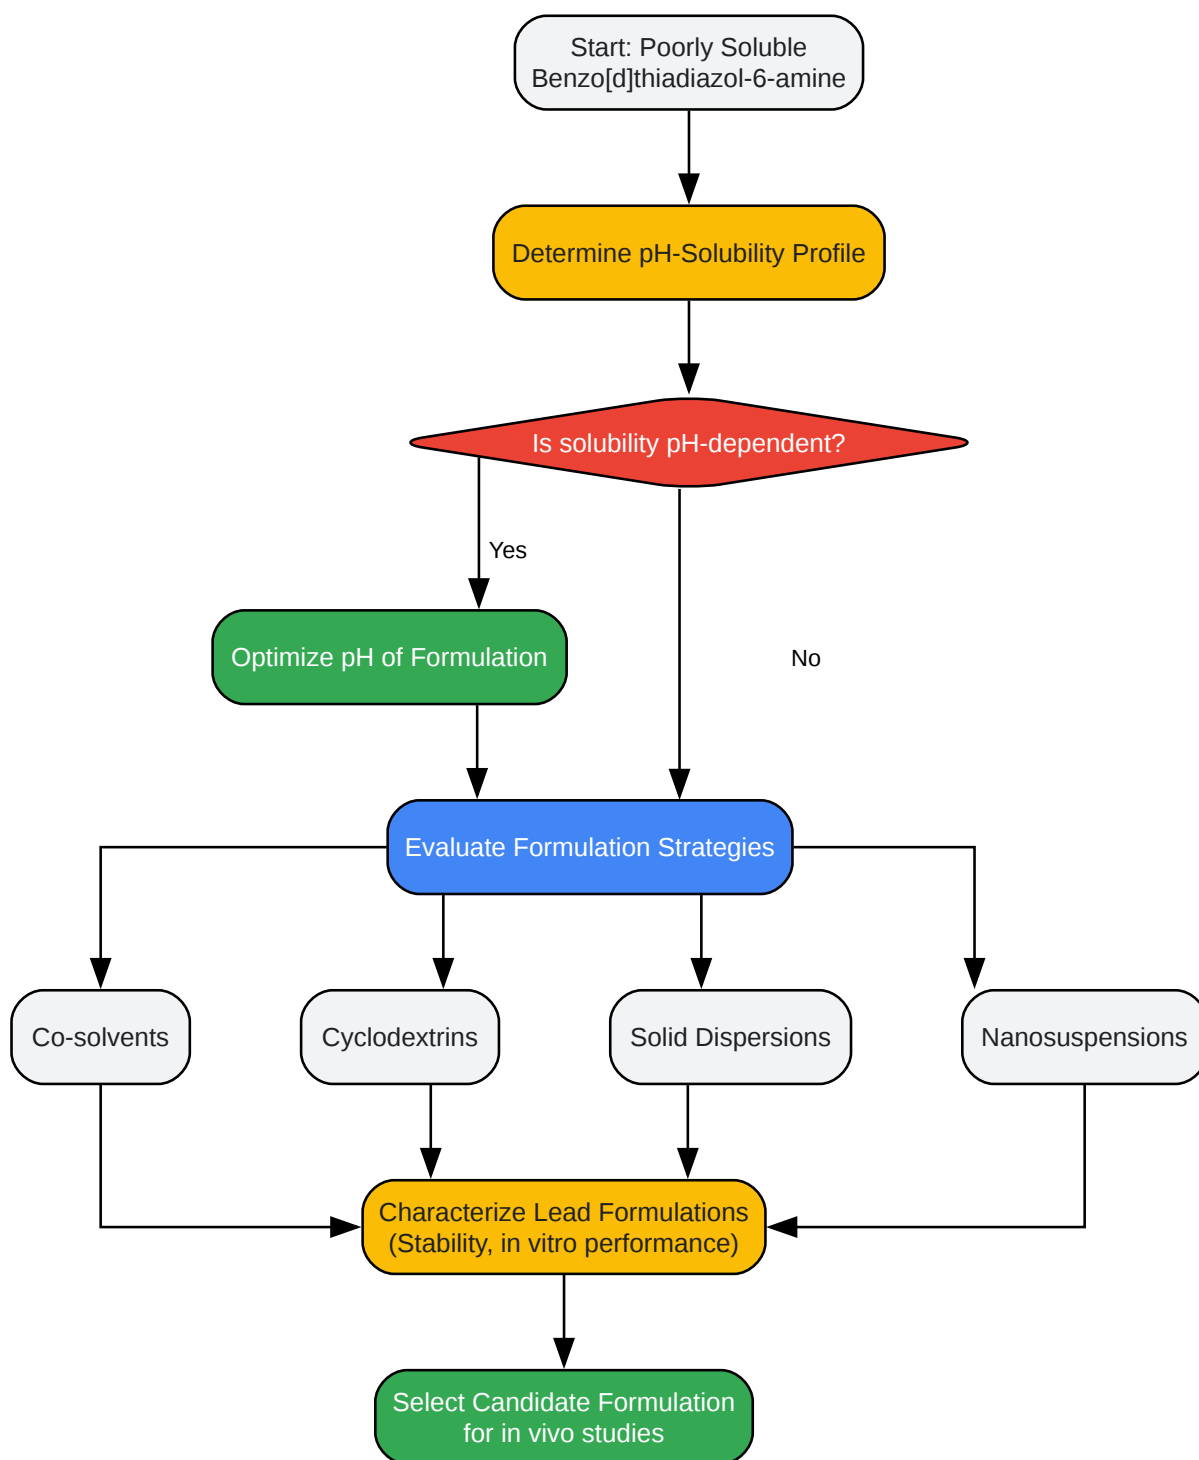 Start: Poorly Soluble
Benzo[d]thiadiazol-6-amine
Determine pH-Solubility Profile
Is solubility pH-dependent?
Yes
Optimize pH of Formulation
No
Evaluate Formulation Strategies
Co-solvents
Cyclodextrins
Solid Dispersions
Nanosuspensions
Characterize Lead Formulations
(Stability, in vitro performance)
Select Candidate Formulation
for in vivo studies